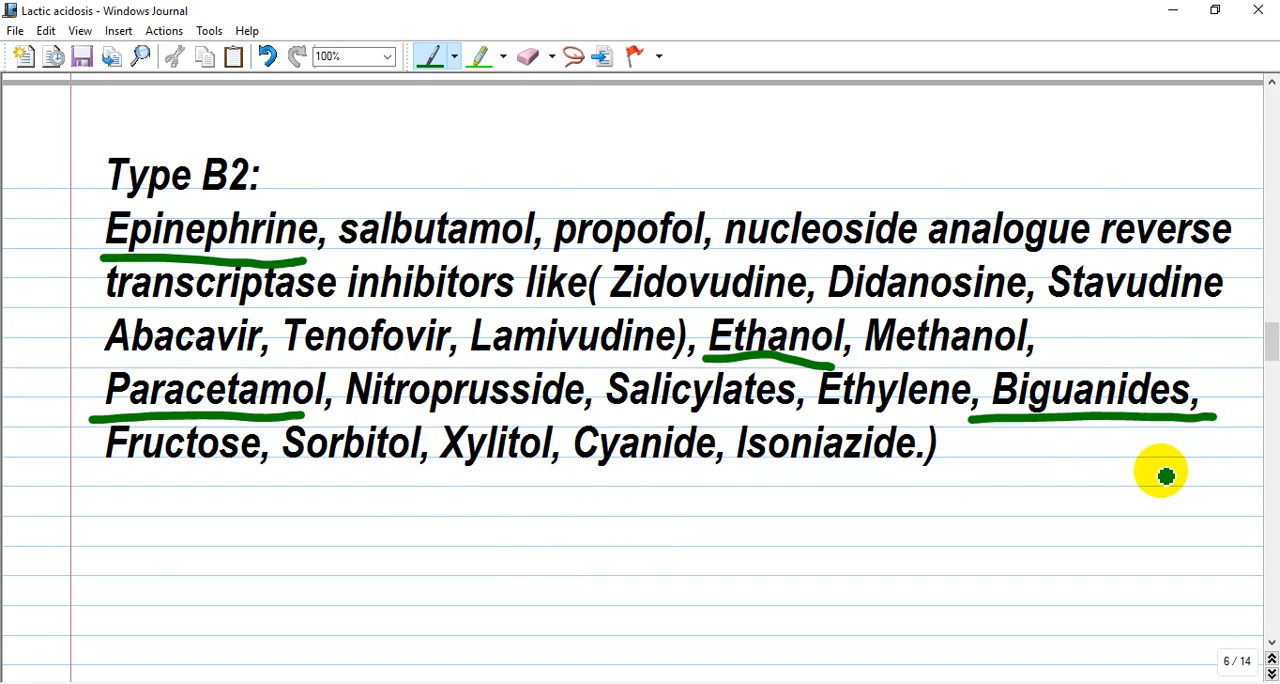 Lactic acidosis - Windows Journal
File Edit View Insert Actions Tools Help
100%
Type B2:
Epinephrine, salbutamol, propofol, nucleoside analogue reverse
transcriptase inhibitors like( Zidovudine, Didanosine, Stavudine
Abacavir, Tenofovir, Lamivudine), Ethanol, Methanol,
Paracetamol, Nitroprusside, Salicylates, Ethylene, Biguanides,
Fructose, Sorbitol, Xylitol, Cyanide, Isoniazide.)
6 / 14